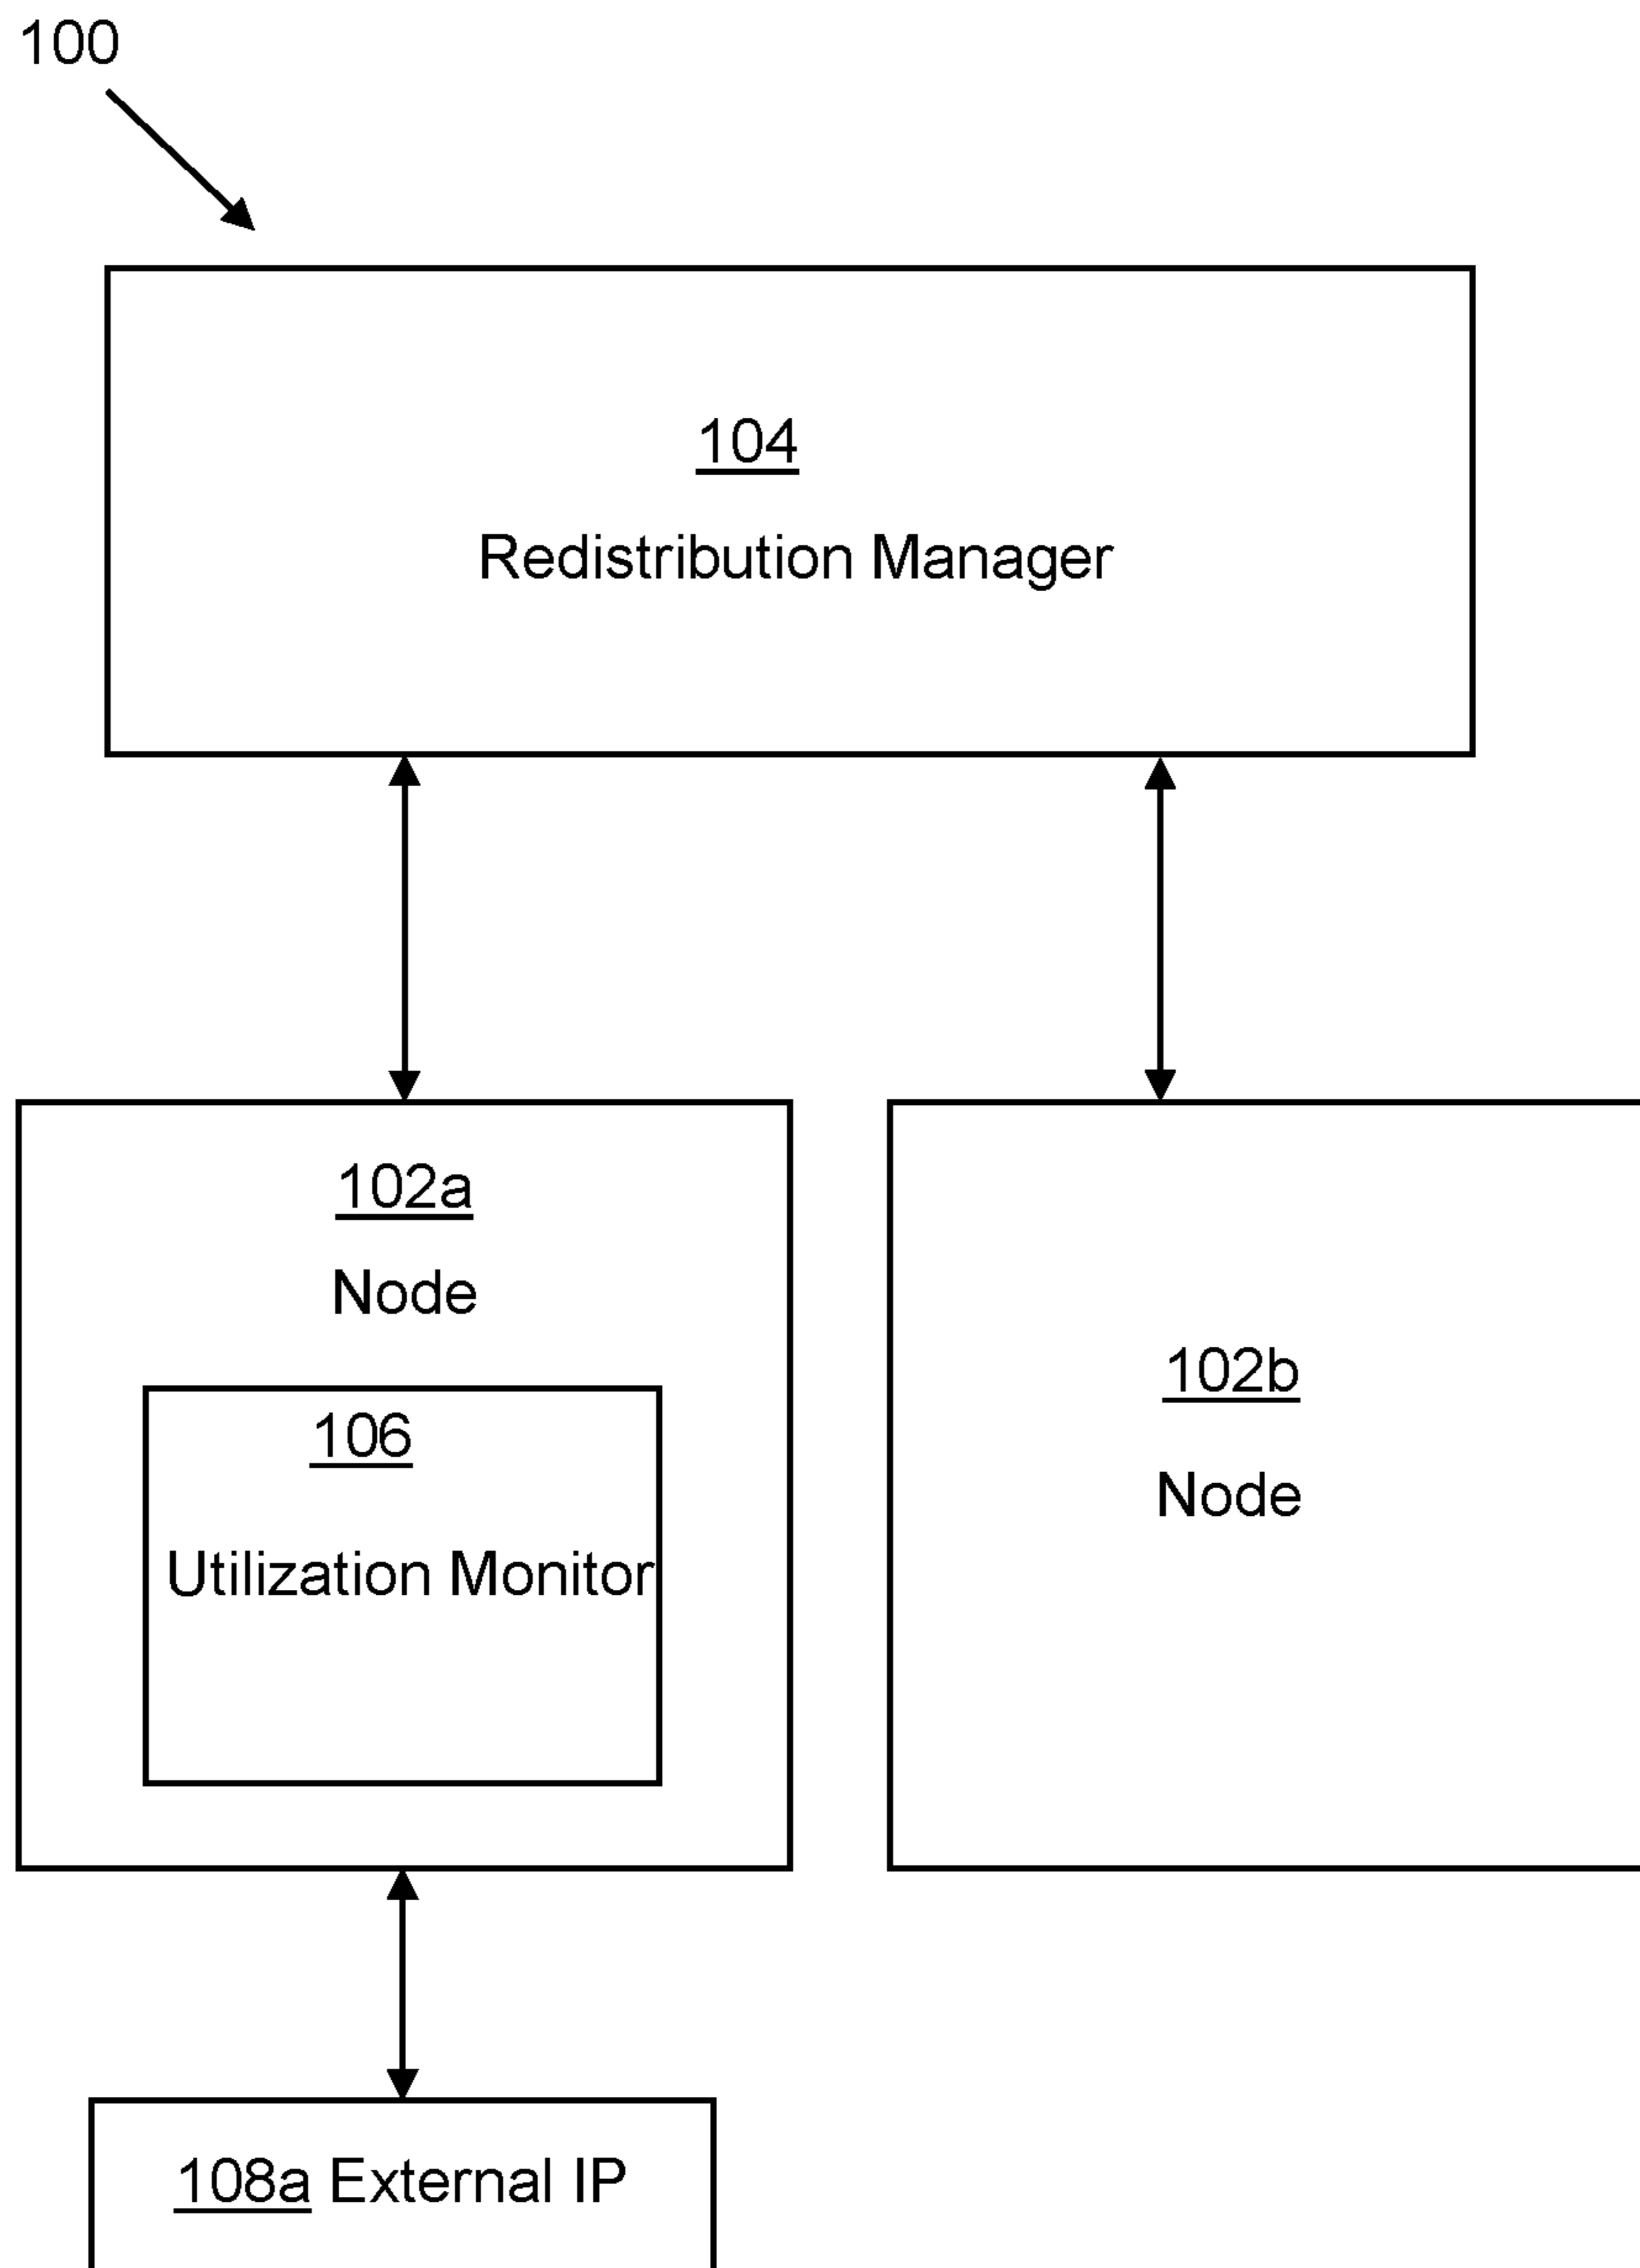 100
104
Redistribution Manager
102a
Node
106
Utilization Monitor
102b
Node
108a External IP